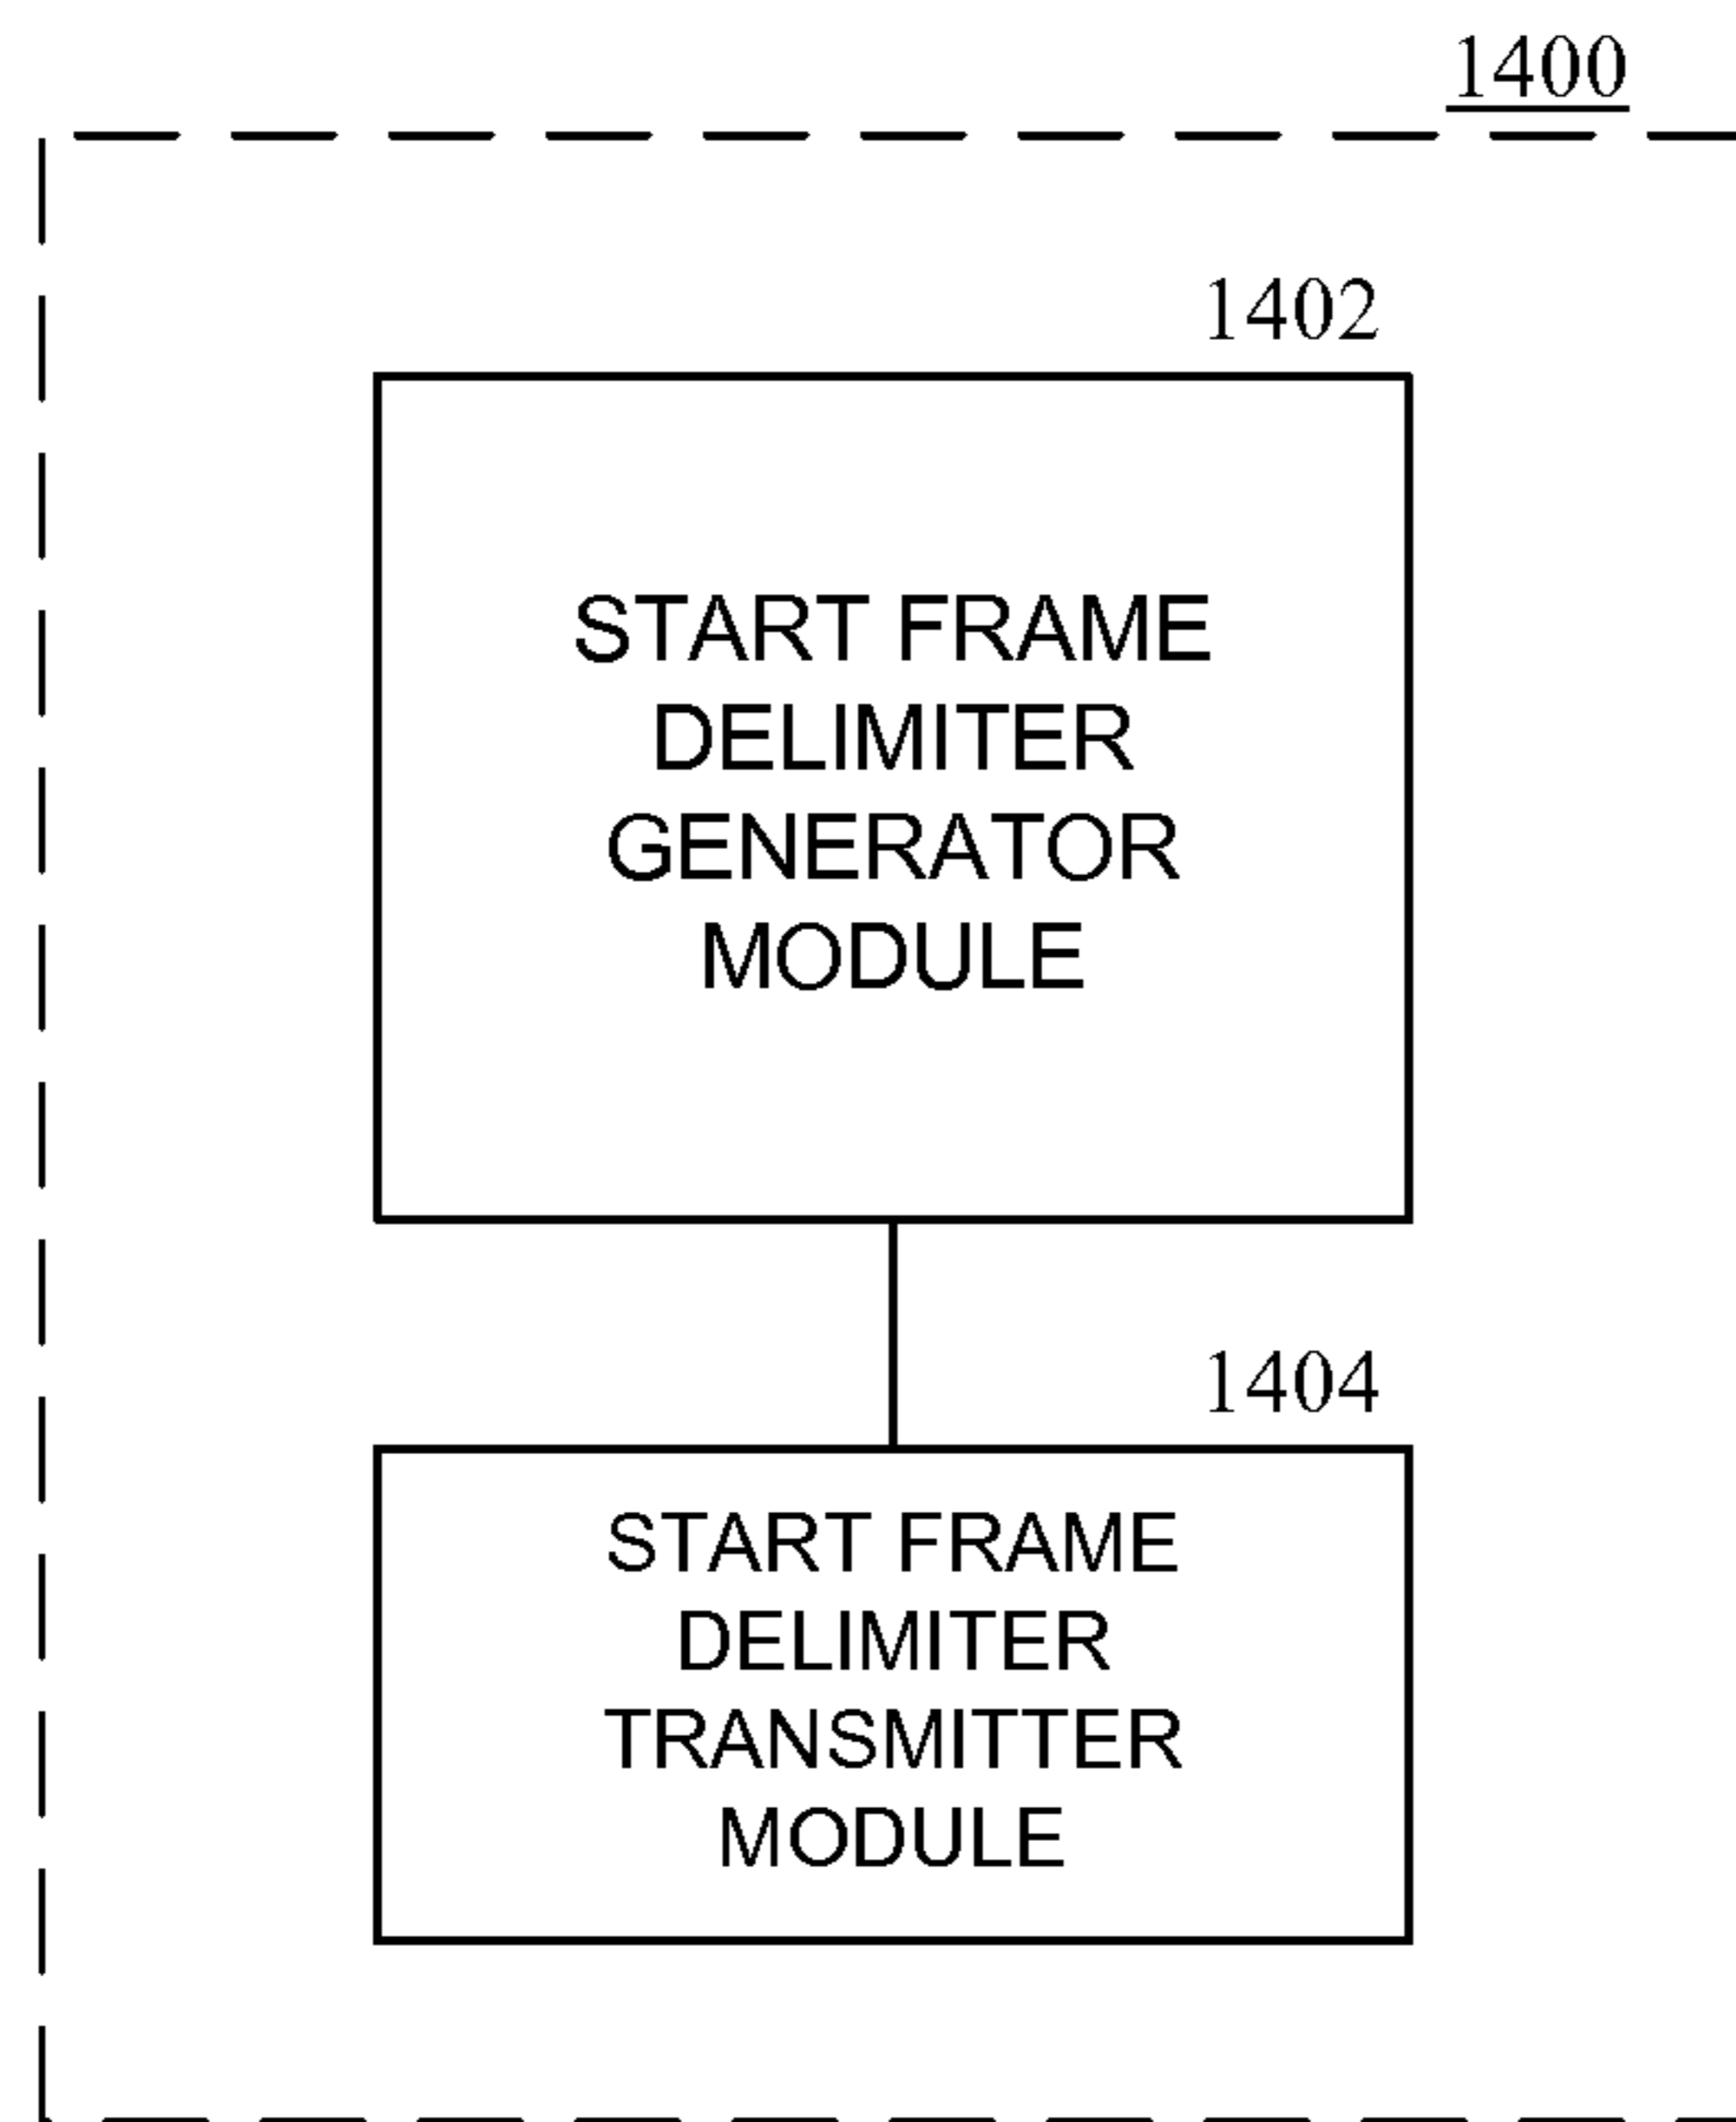 1400
1402
START FRAME
DELIMITER
GENERATOR
MODULE
1404
START FRAME
DELIMITER
TRANSMITTER
MODULE